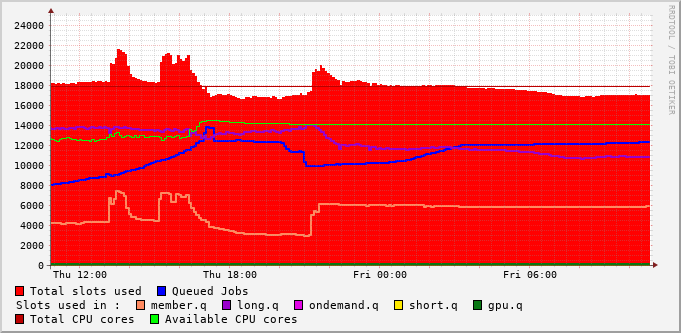 RRDTOOL / TOBI OETIKER
24000
22000
20000
18000
16000
14000
12000
10000
8000
6000
4000
2000
0
Thu 12:00 Thu 18:00 Fri 00:00 Fri 06:00
Total slots used Queued Jobs
Slots used in : member.q long.q ondemand.q short.q gpu.q
Total CPU cores Available CPU cores